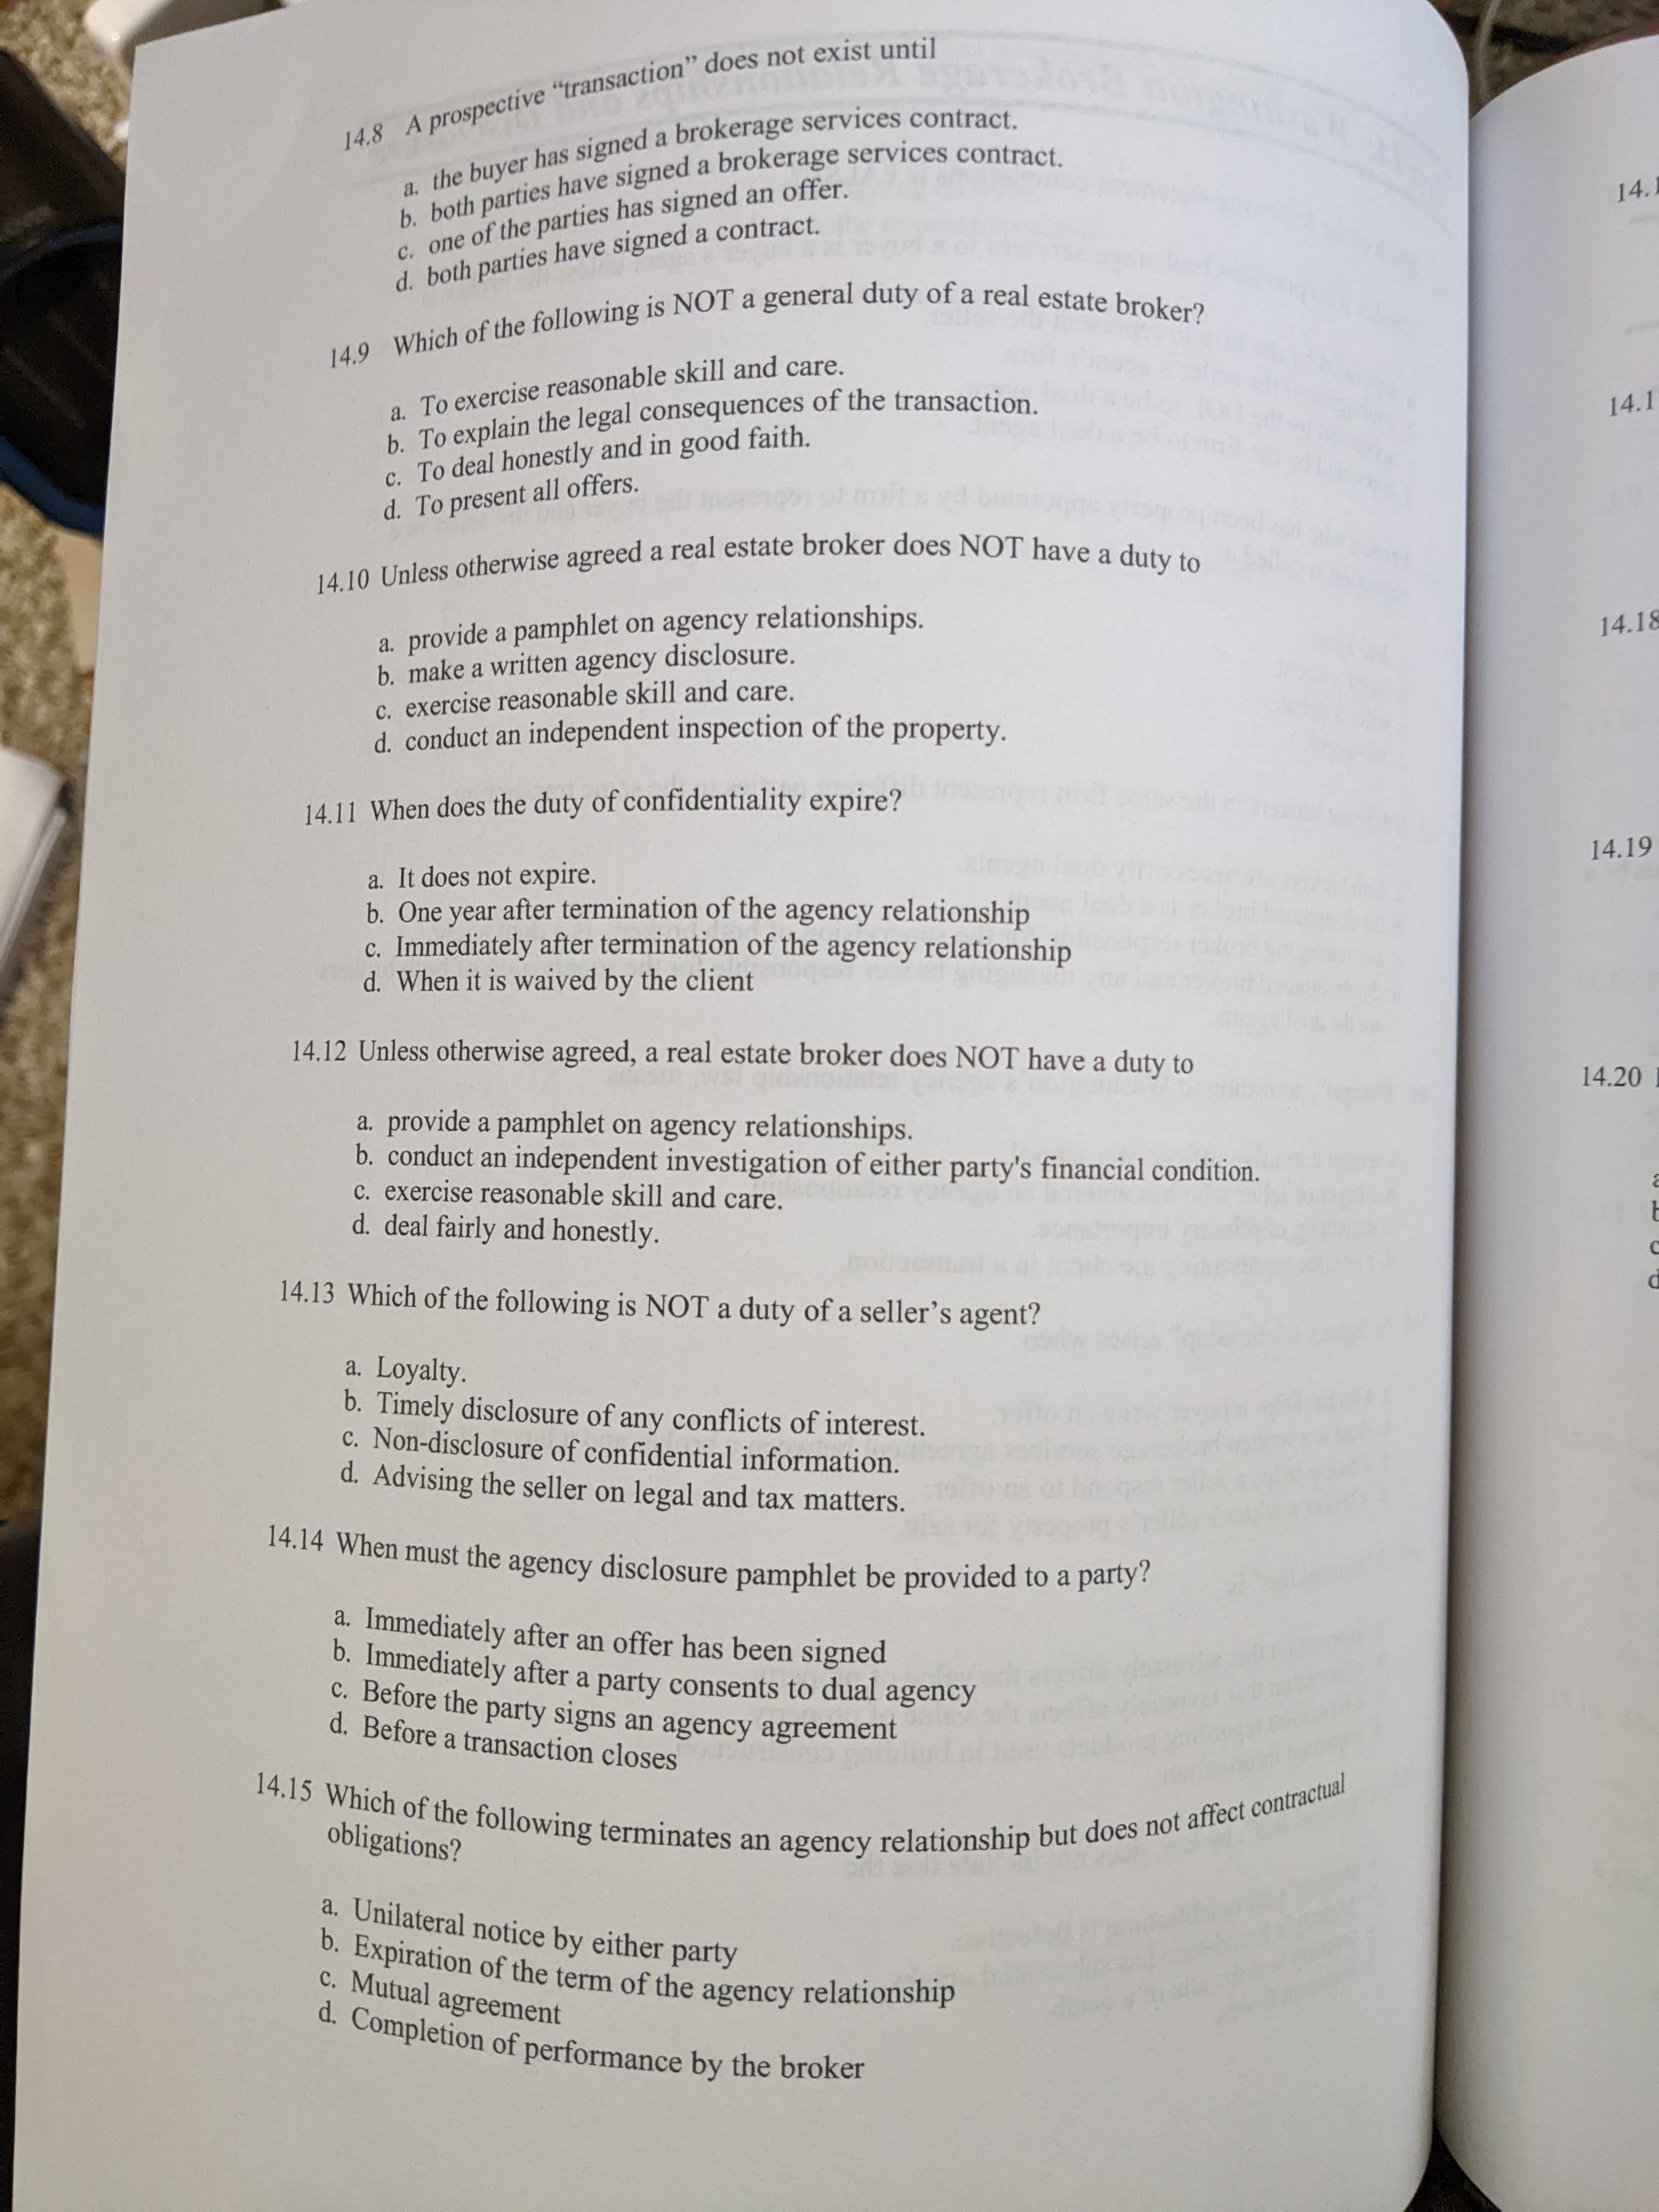 14.8 A prospective “transaction” does not exist until
a. the buyer has signed a brokerage services contract.
b. both parties have signed a brokerage services contract.
c. one of the parties has signed an offer.
d. both parties have signed a contract.
14.9 Which of the following is NOT a general duty of a real estate broker?
a. To exercise reasonable skill and care.
b. To explain the legal consequences of the transaction.
c. To deal honestly and in good faith.
d. To present all offers.
14.10 Unless otherwise agreed a real estate broker does NOT have a duty to
a. provide a pamphlet on agency relationships.
b. make a written agency disclosure.
c. exercise reasonable skill and care.
d. conduct an independent inspection of the property.
14.11 When does the duty of confidentiality expire?
a. It does not expire.
b. One year after termination of the agency relationship
c. Immediately after termination of the agency relationship
d. When it is waived by the client
14.12 Unless otherwise agreed, a real estate broker does NOT have a duty to
a. provide a pamphlet on agency relationships.
b. conduct an independent investigation of either party's financial condition.
c. exercise reasonable skill and care.
d. deal fairly and honestly.
14.13 Which of the following is NOT a duty of a seller’s agent?
a. Loyalty.
b. Timely disclosure of any conflicts of interest.
c. Non-disclosure of confidential information.
d. Advising the seller on legal and tax matters.
14.14 When must the agency disclosure pamphlet be provided to a party?
a. Immediately after an offer has been signed
b. Immediately after a party consents to dual agency
c. Before the party signs an agency agreement
d. Before a transaction closes
14.15 Which of the following terminates an agency relationship but does not affect contractual
obligations?
a. Unilateral notice by either party
b. Expiration of the term of the agency relationship
c. Mutual agreement
d. Completion of performance by the broker
14.18
14.19
14.20